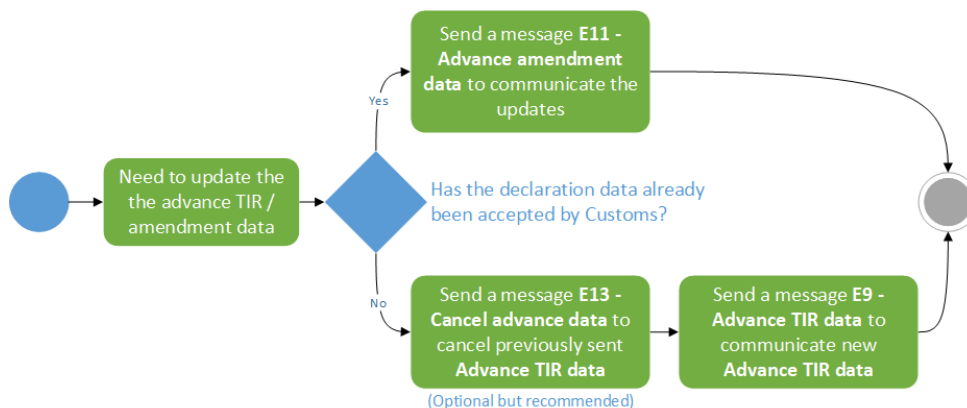 Send a message E11 -
Advance amendment
data to communicate the
updates
Yes
Need to update the
the advance TIR /
amendment data
Has the declaration data already
been accepted by Customs?
No
Send a message E13 -
Cancel advance data to
cancel previously sent
Advance TIR data
(Optional but recommended)
Send a message E9 -
Advance TIR data to
communicate new
Advance TIR data